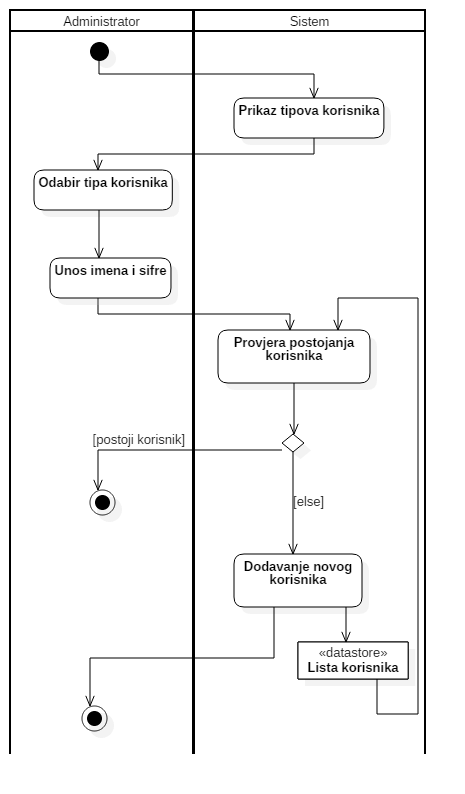 Administrator
Sistem
Prikaz tipova korisnika
Odabir tipa korisnika
Unos imena i sifre
Provjera postojanja
korisnika
[postoji korisnik]
[else]
Dodavanje novog
korisnika
«datastore»
Lista korisnika